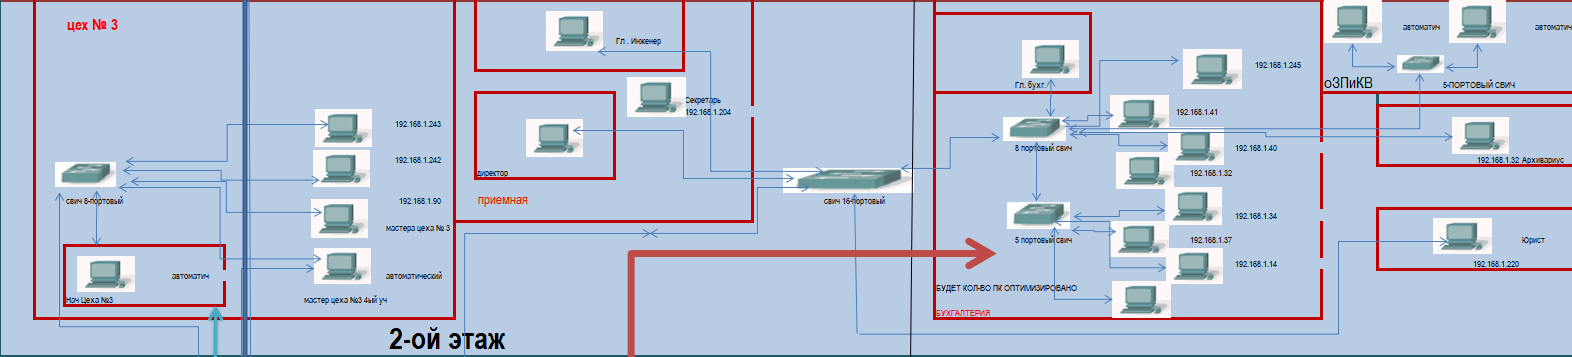 цех № 3
192.168.1.243
192.168.1.242
192.168.1.90
мастера цеха № 3
свич 8-портовый
автоматич
Нач Цеха №3
автоматический
мастер цеха №3 4ый уч
Гл . Инженер
Секретарь
192.168.1.204
директор
приемная
свич 16-портовый
2-ой этаж
Гл. бухг.
192.168.1.245
192.168.1.41
8 портовый свич
192.168.1.40
192.168.1.32
192.168.1.34
5 портовый свич
192.168.1.37
192.168.1.14
БУДЕТ КОЛ-ВО ПК ОПТИМИЗИРОВАНО
БУХГАЛТЕРИЯ
автоматич
автоматич
оЗПиКВ
5-ПОРТОВЫЙ СВИЧ
192.168.1.32 Архивариус
Юрист
192.168.1.220